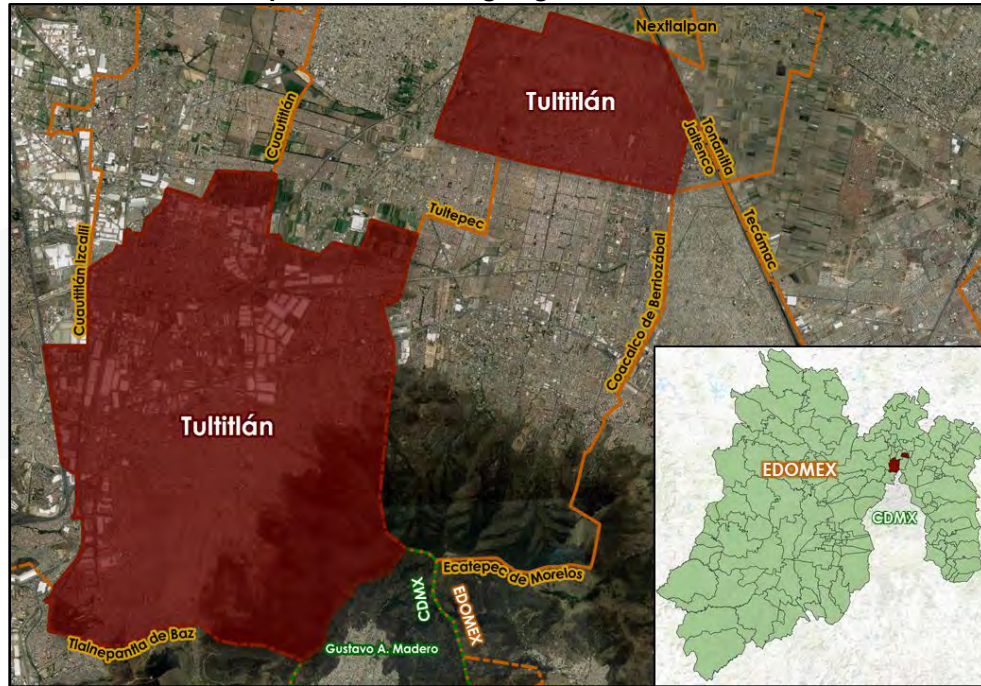 Nextlalpan
Tultitlán
Cuautitlán
Tonanitla
Jaltenco
Tultepec
Tecámac
Cuautitlán Izcalli
Coacalco de Berriozábal
Tultitlán
EDOMEX
CDMX
Ecatepec de Morelos
CDMX
EDOMEX
Tlalnepantla de Baz
Gustavo A. Madero